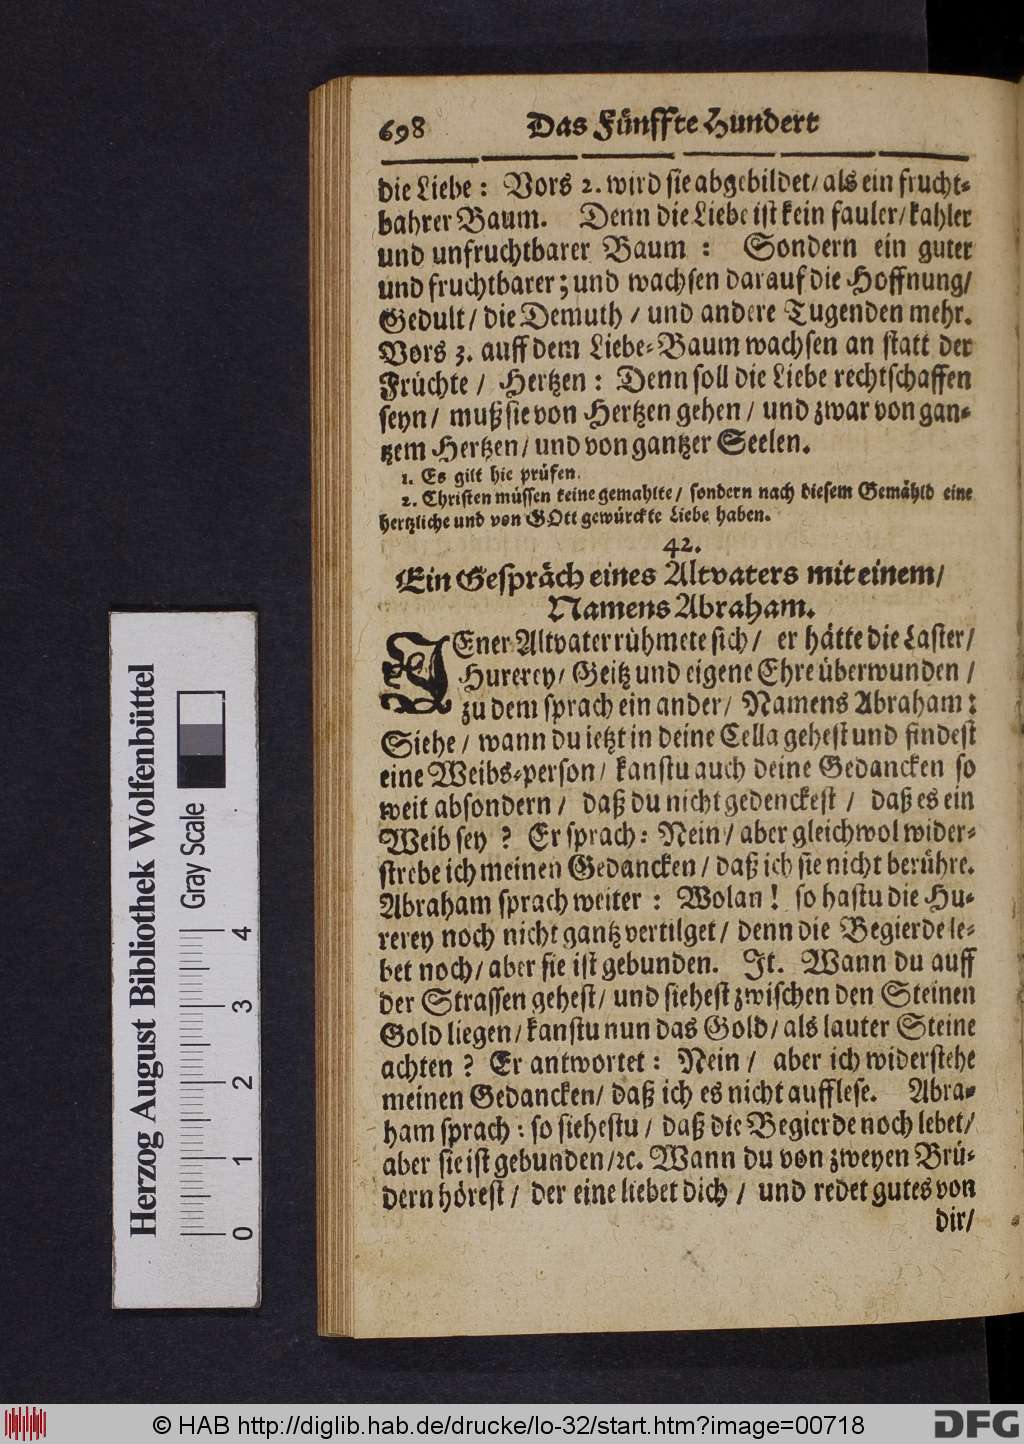 698 Das Fünffte Hundert
die Liebe : Vors 2. wird sie abgebildet/ als ein frucht-
bahrer Baum. Denn die Liebe ist kein fauler/ kahler
und unfruchtbarer Baum : Sondern ein guter
und fruchtbarer; und wachsen darauf die Hoffnung/
Gedult/ die Demuth / und andere Tugenden mehr.
Vors 3. auff dem Liebe-Baum wachsen an statt der
Früchte / Hertzen : Denn soll die Liebe rechtschaffen
seyn/ muß sie von Hertzen gehen / und zwar von gan-
tzem Hertzen/ und von gantzer Seelen.
1. Es gilt hie prüfen.
2. Christen müssen keine gemahlte/ sondern nach diesem Gemähld eine
hertzliche und von GOtt gewürckte Liebe haben.
42.
Ein Gespräch eines Altvaters mit einem/
Namens Abraham.
JEner Altvater rühmete sich/ er hätte die Laster/
Hurerey/ Geitz und eigene Ehre überwunden /
zu dem sprach ein ander/ Namens Abraham:
Siehe / wann du ietzt in deine Cella gehest und findest
eine Weibs-person/ kanstu auch deine Gedancken so
weit absondern / daß du nicht gedenckest / daß es ein
Weib sey ? Er sprach: Nein/ aber gleichwol wider-
strebe ich meinen Gedancken / daß ich sie nicht berühre.
Abraham sprach weiter : Wolan ! so hastu die Hu-
rerey noch nicht gantz vertilget/ denn die Begierde le-
bet noch/ aber sie ist gebunden. It. Wann du auff
der Strassen gehest/ und siehest zwischen den Steinen
Gold liegen/ kanstu nun das Gold/ als lauter Steine
achten ? Er antwortet : Nein / aber ich widerstehe
meinen Gedancken/ daß ich es nicht aufflese. Abra-
ham sprach : so siehestu / daß die Begierde noch lebet/
aber sie ist gebunden/ ꝛc. Wann du von zweyen Brü-
dern hörest / der eine liebet dich / und redet gutes von
dir/
Herzog August Bibliothek Wolfenbüttel
Gray Scale
0 1 2 3 4
© HAB http://diglib.hab.de/drucke/lo-32/start.htm?image=00718
DFG